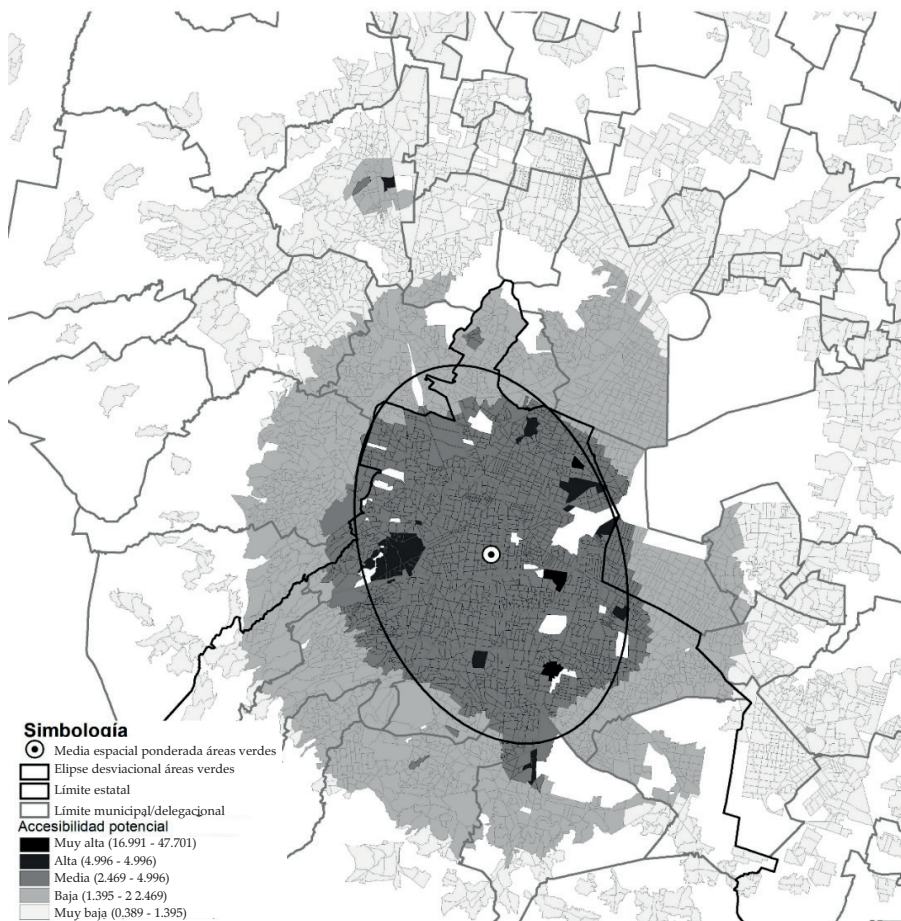 Simbología
Media espacial ponderada áreas verdes
Elipse desviacional áreas verdes
Límite estatal
Límite municipal/delegacional
Accesibilidad potencial
Muy alta (16.991 - 47.701)
Alta (4.996 - 4.996)
Media (2.469 - 4.996)
Baja (1.395 - 2 2.469)
Muy baja (0.389 - 1.395)